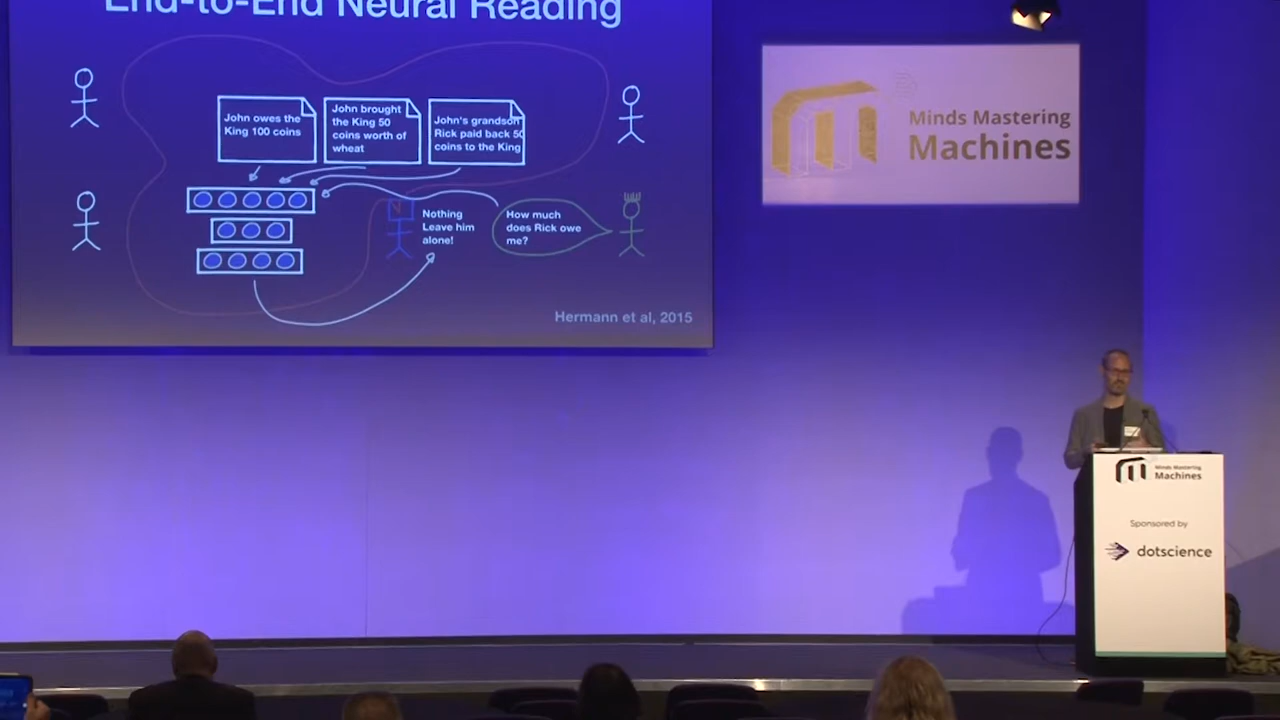 End-to-End Neural Reading
John owes the
King 100 coins
John brought
the King 50
coins worth of
wheat
John's grandson
Rick paid back 50
coins to the King
Nothing
Leave him
alone!
How much
does Rick owe
me?
Hermann et al, 2015
Minds Mastering
Machines
Minds Mastering
Machines
Sponsored by
dotscience